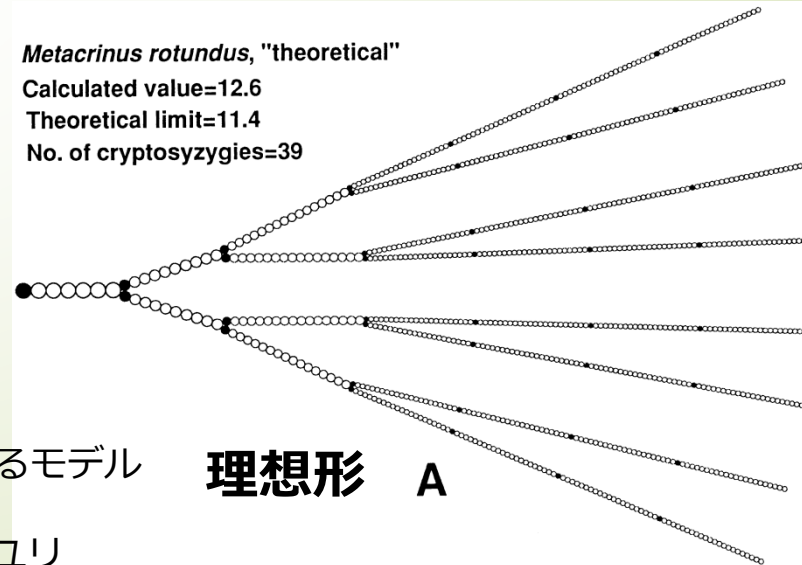 Metacrinus rotundus, "theoretical"
Calculated value=12.6
Theoretical limit=11.4
No. of cryptosyzygies=39
るモデル
理想形 A
ユリ